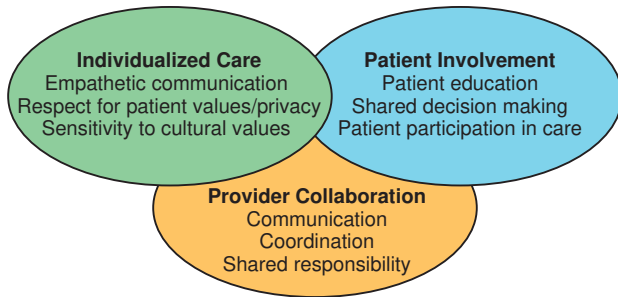 Individualized Care
Empathetic communication
Respect for patient values/privacy
Sensitivity to cultural values
Patient Involvement
Patient education
Shared decision making
Patient participation in care
Provider Collaboration
Communication
Coordination
Shared responsibility